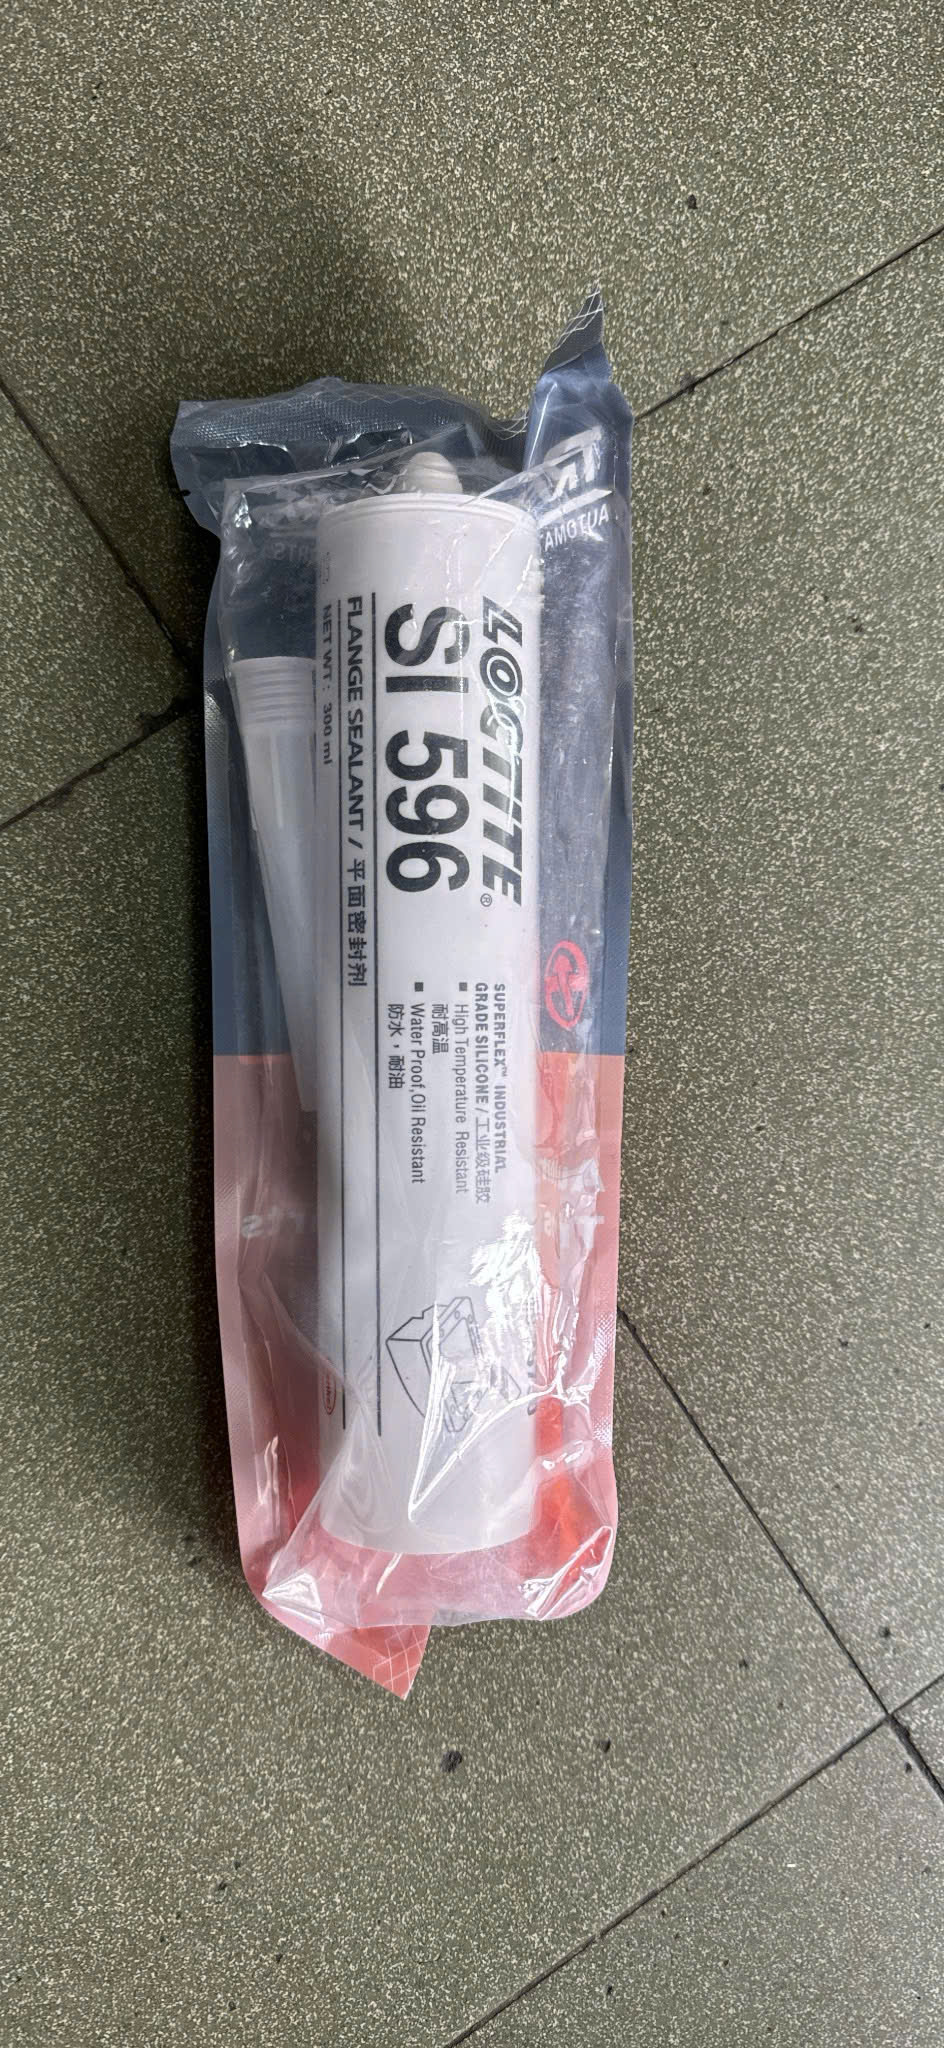 LOCTITE®
SI 596
FLANGE SEALANT / 平面密封剂
NET WT: 300 ml
SUPERFLEX™ INDUSTRIAL
GRADE SILICONE / 工业级硅胶
■ High Temperature Resistant
耐高温
■ Water Proof,Oil Resistant
防水，耐油